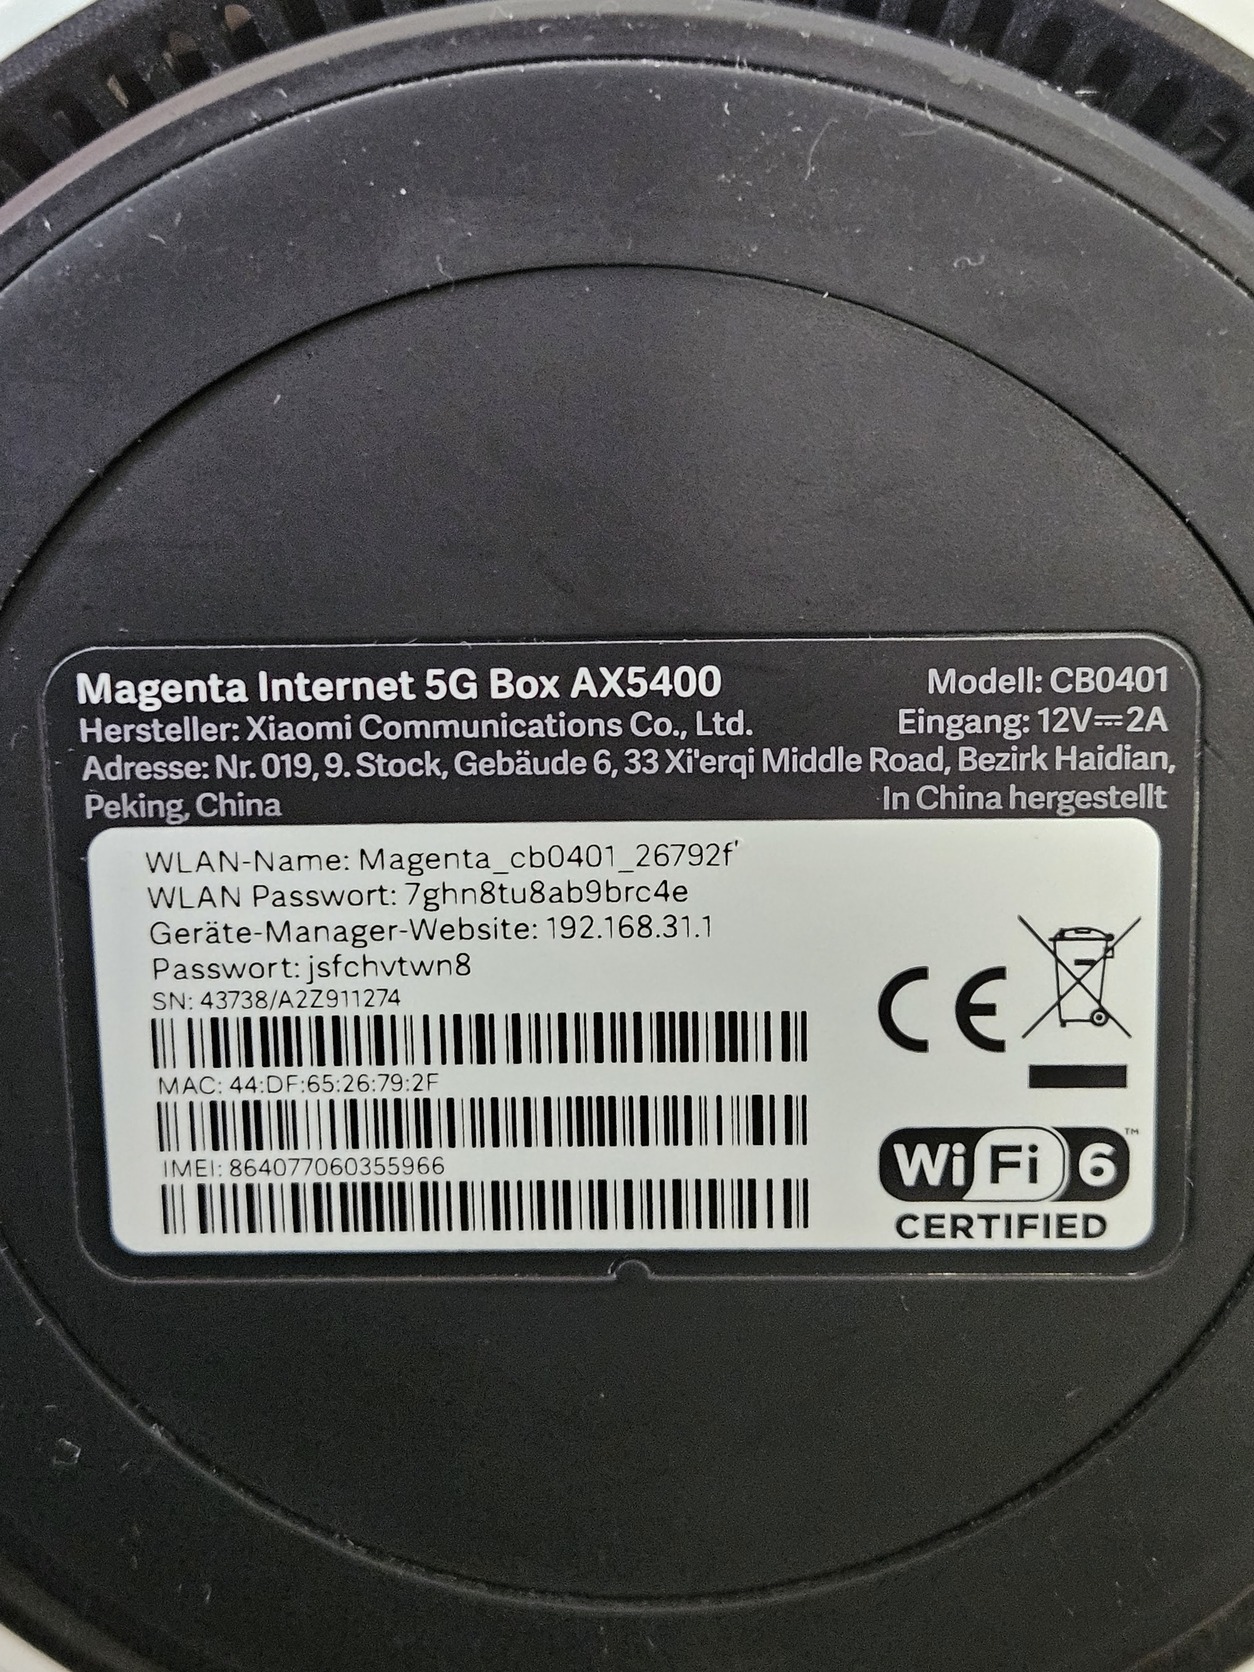 Magenta Internet 5G Box AX5400
Modell: CB0401
Hersteller: Xiaomi Communications Co., Ltd.
Eingang: 12V⎓2A
Adresse: Nr. 019, 9. Stock, Gebäude 6, 33 Xi'erqi Middle Road, Bezirk Haidian,
Peking, China
In China hergestellt
WLAN-Name: Magenta_cb0401_26792f
WLAN Passwort: 7ghn8tu8ab9brc4e
Geräte-Manager-Website: 192.168.31.1
Passwort: jsfchvtwn8
SN: 43738/A2Z911274
MAC: 44:DF:65:26:79:2F
IMEI: 864077060355966
CE
WiFi 6™
CERTIFIED